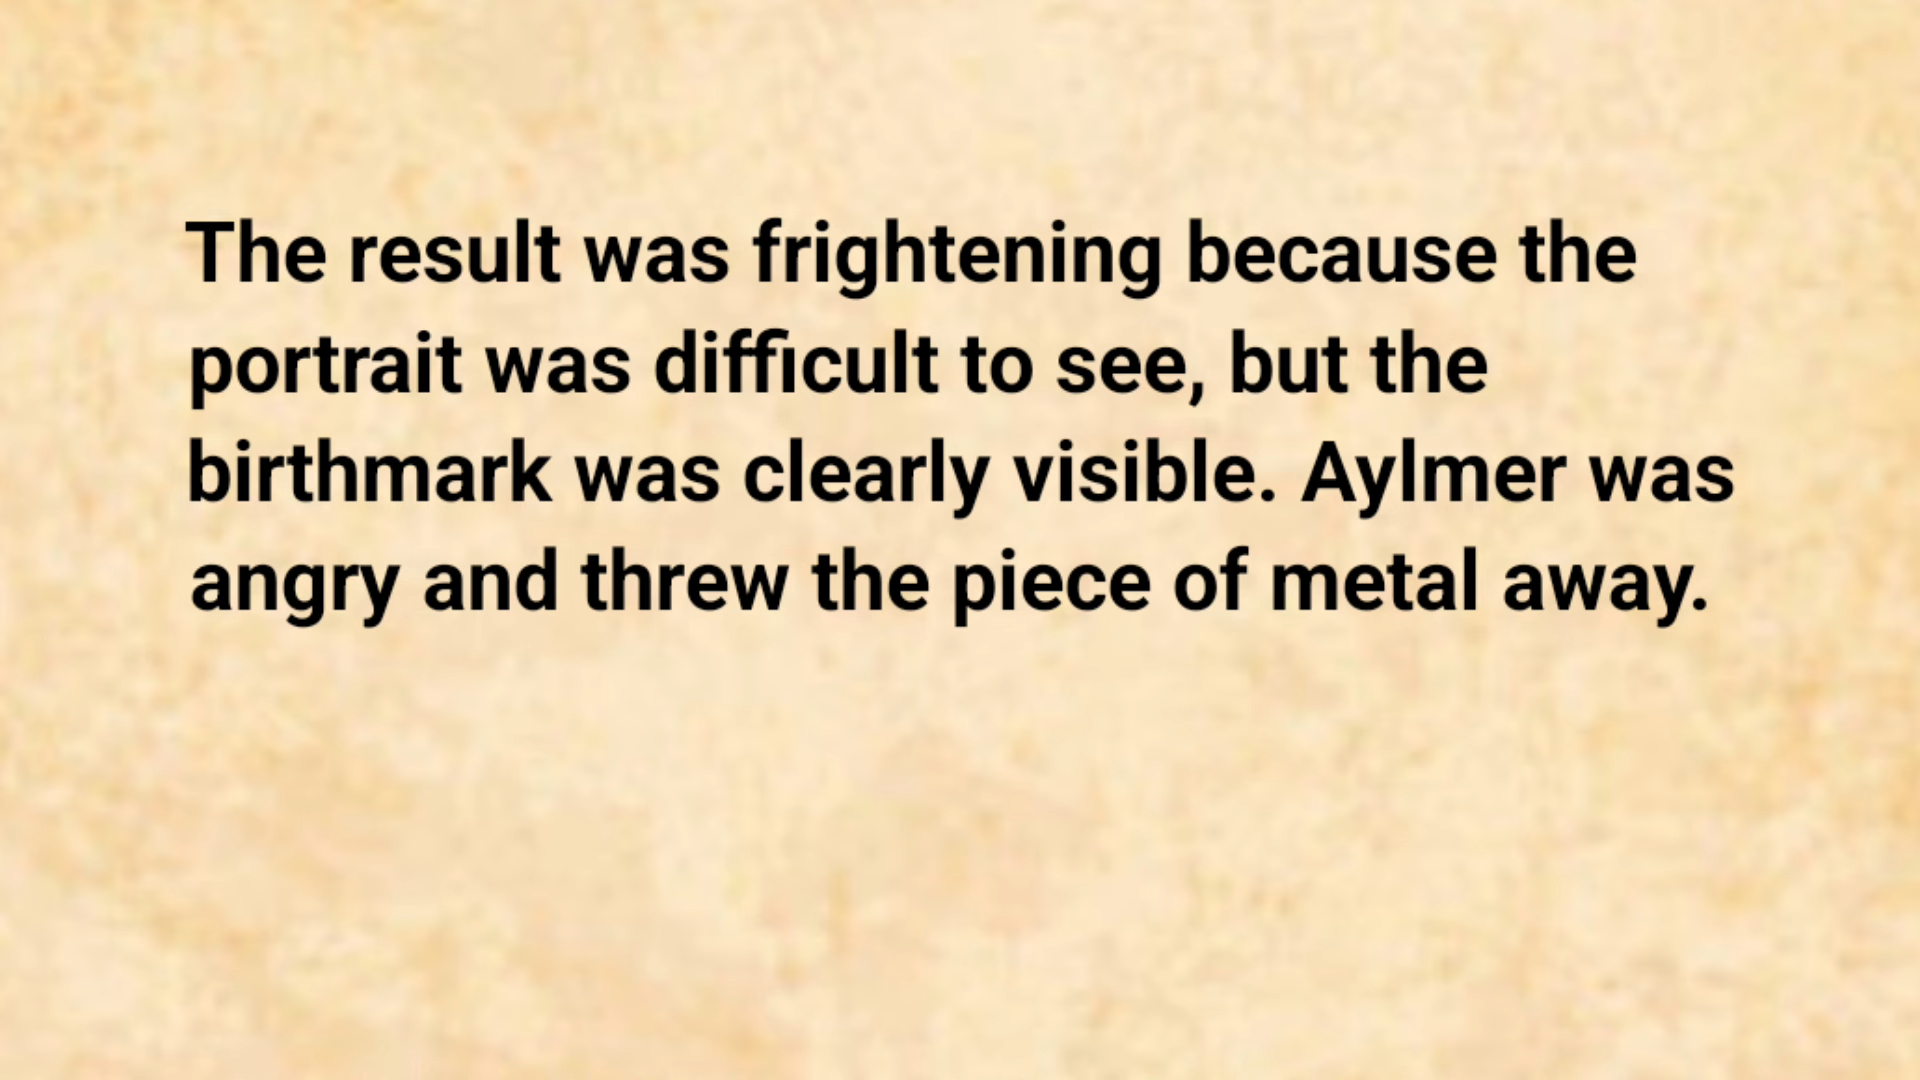 The result was frightening because the
portrait was difficult to see, but the
birthmark was clearly visible. Aylmer was
angry and threw the piece of metal away.